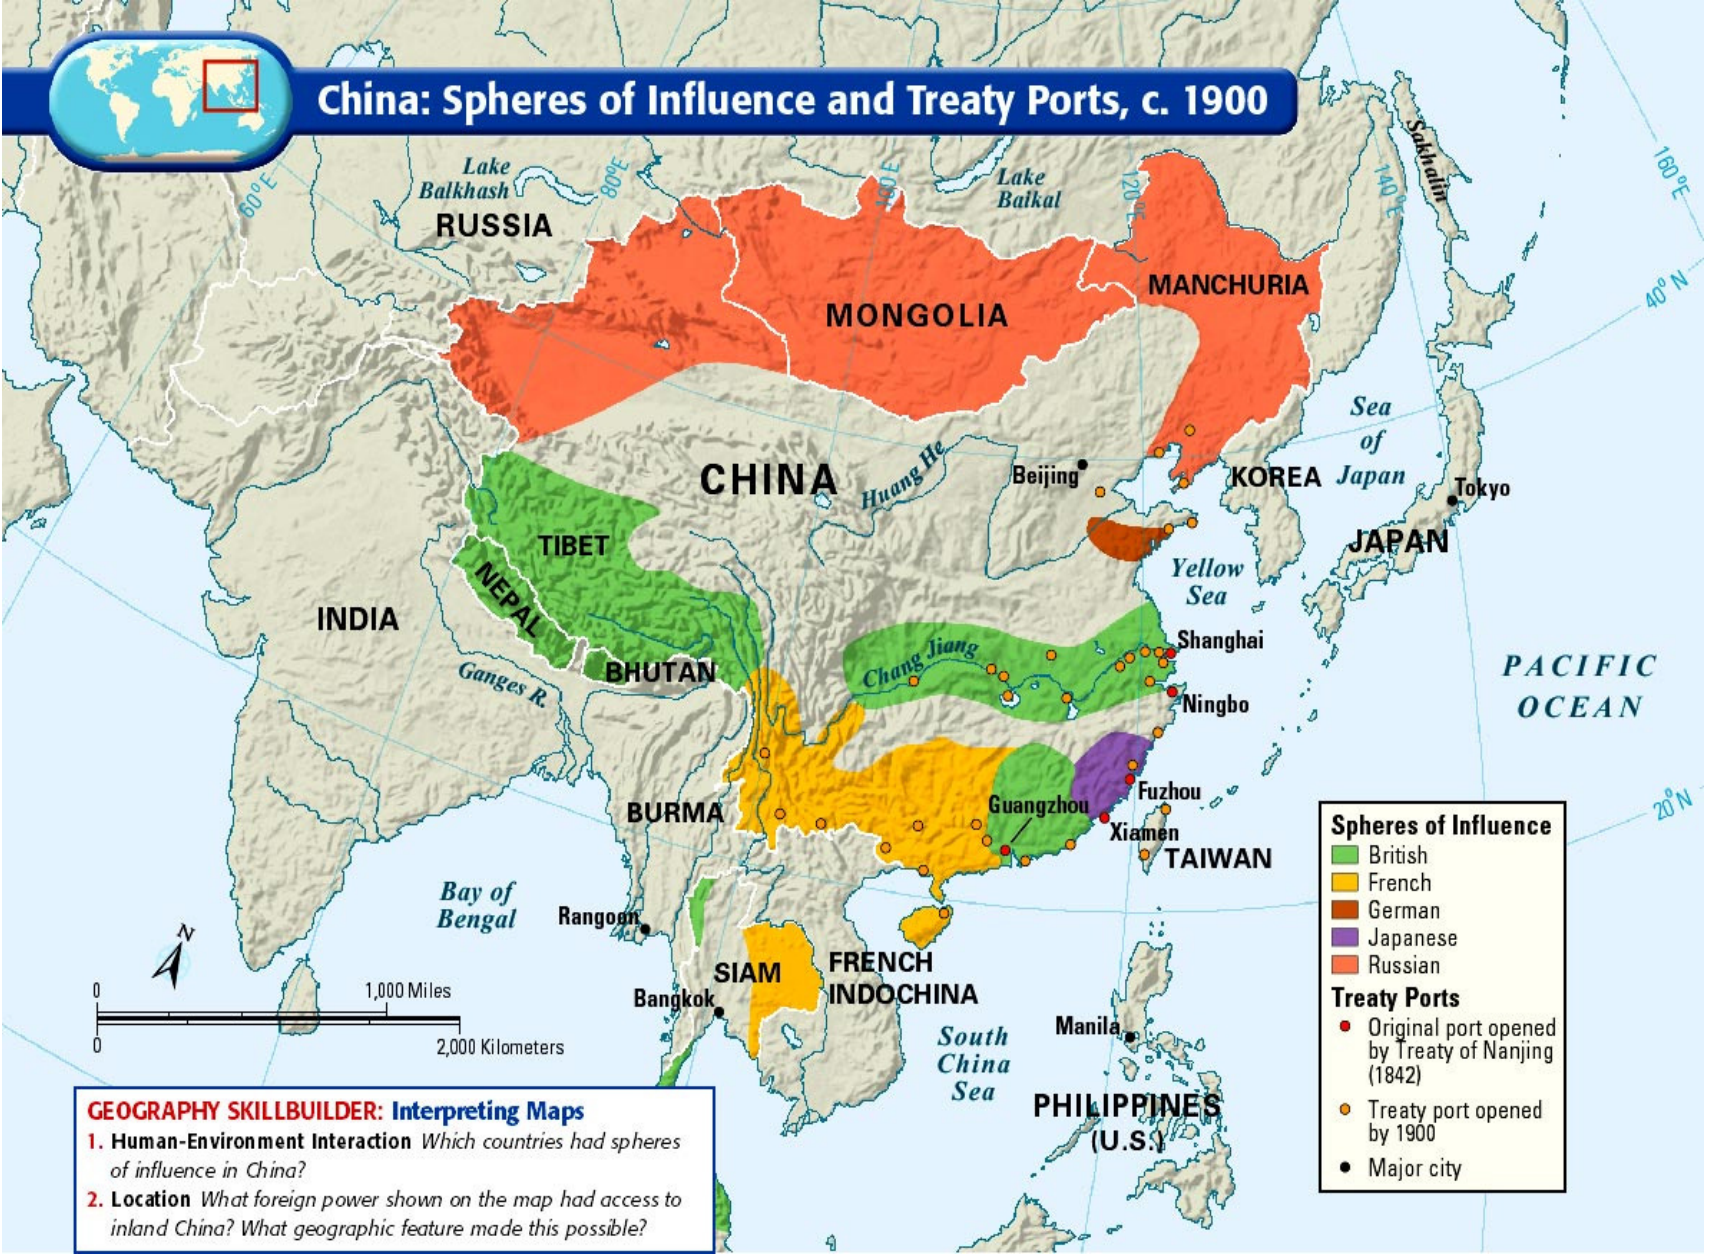 China: Spheres of Influence and Treaty Ports, c. 1900
60°E
80°E
100 E
120°E
140°E
160°E
40°N
20°N
Sakhalin
Lake
Balkhash
Lake
Baikal
RUSSIA
MONGOLIA
MANCHURIA
CHINA
Huang He
Beijing
KOREA
Sea
of
Japan
Tokyo
JAPAN
Yellow
Sea
TIBET
NEPAL
BHUTAN
INDIA
Ganges R.
Chang Jiang
Shanghai
Ningbo
PACIFIC
OCEAN
BURMA
Guangzhou
Fuzhou
Xiamen
TAIWAN
Bay of
Bengal
Rangoon
SIAM
Bangkok
FRENCH
INDOCHINA
South
China
Sea
Manila
PHILIPPINES
(U.S.)
N
0
1,000 Miles
0
2,000 Kilometers
Spheres of Influence
British
French
German
Japanese
Russian
Treaty Ports
Original port opened
by Treaty of Nanjing
(1842)
Treaty port opened
by 1900
Major city
GEOGRAPHY SKILLBUILDER: Interpreting Maps
1. Human-Environment Interaction Which countries had spheres
of influence in China?
2. Location What foreign power shown on the map had access to
inland China? What geographic feature made this possible?